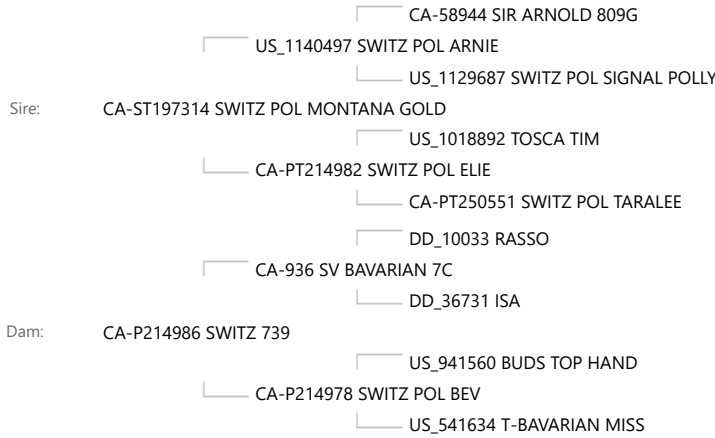 CA-58944 SIR ARNOLD 809G
US_1140497 SWITZ POL ARNIE
US_1129687 SWITZ POL SIGNAL POLLY
Sire: CA-ST197314 SWITZ POL MONTANA GOLD
US_1018892 TOSCA TIM
CA-PT214982 SWITZ POL ELIE
CA-PT250551 SWITZ POL TARALEE
DD_10033 RASSO
CA-936 SV BAVARIAN 7C
DD_36731 ISA
Dam: CA-P214986 SWITZ 739
US_941560 BUDS TOP HAND
CA-P214978 SWITZ POL BEV
US_541634 T-BAVARIAN MISS